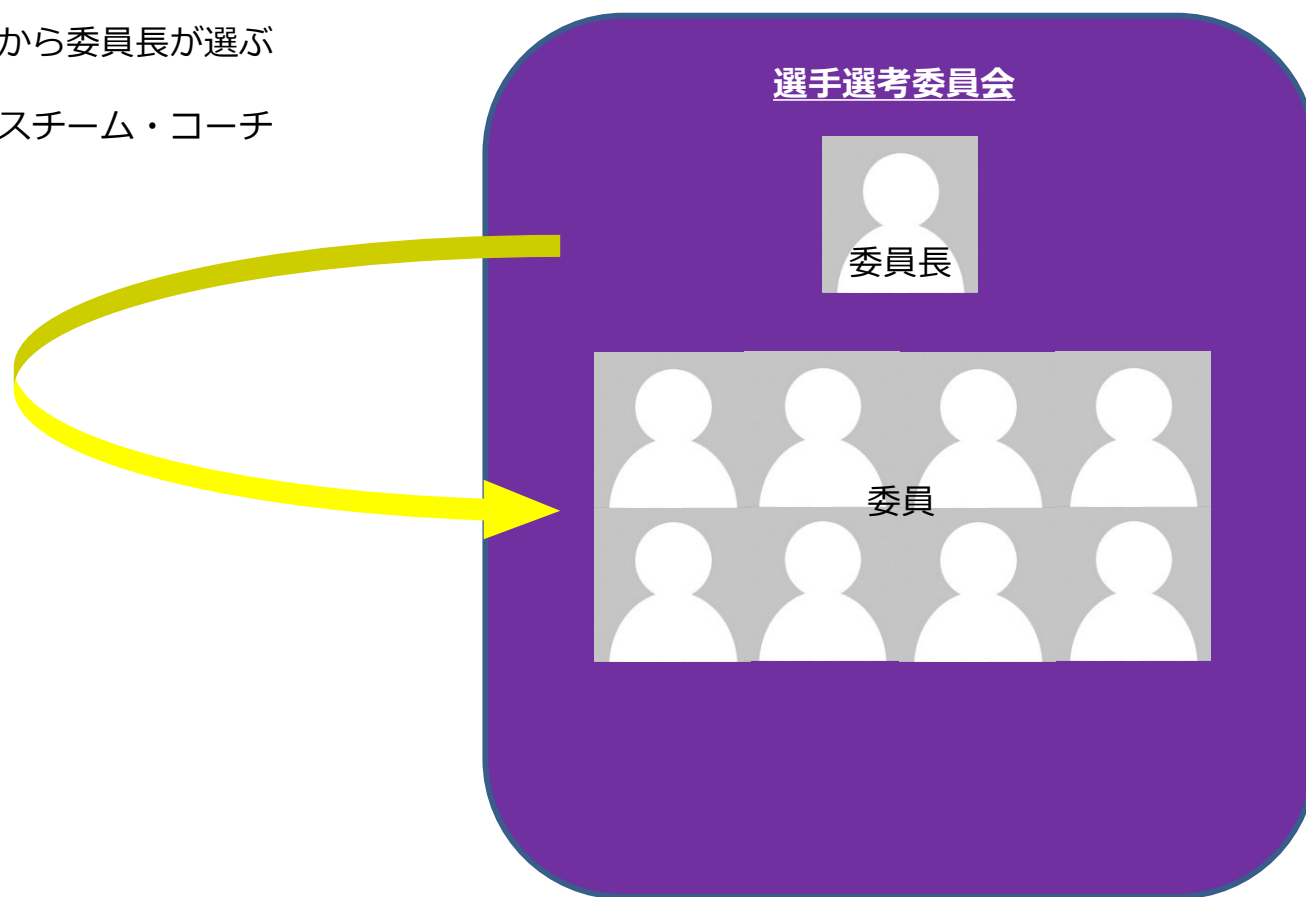 から委員長が選ぶ
スチーム・コーチ
選手選考委員会
委員長
委員